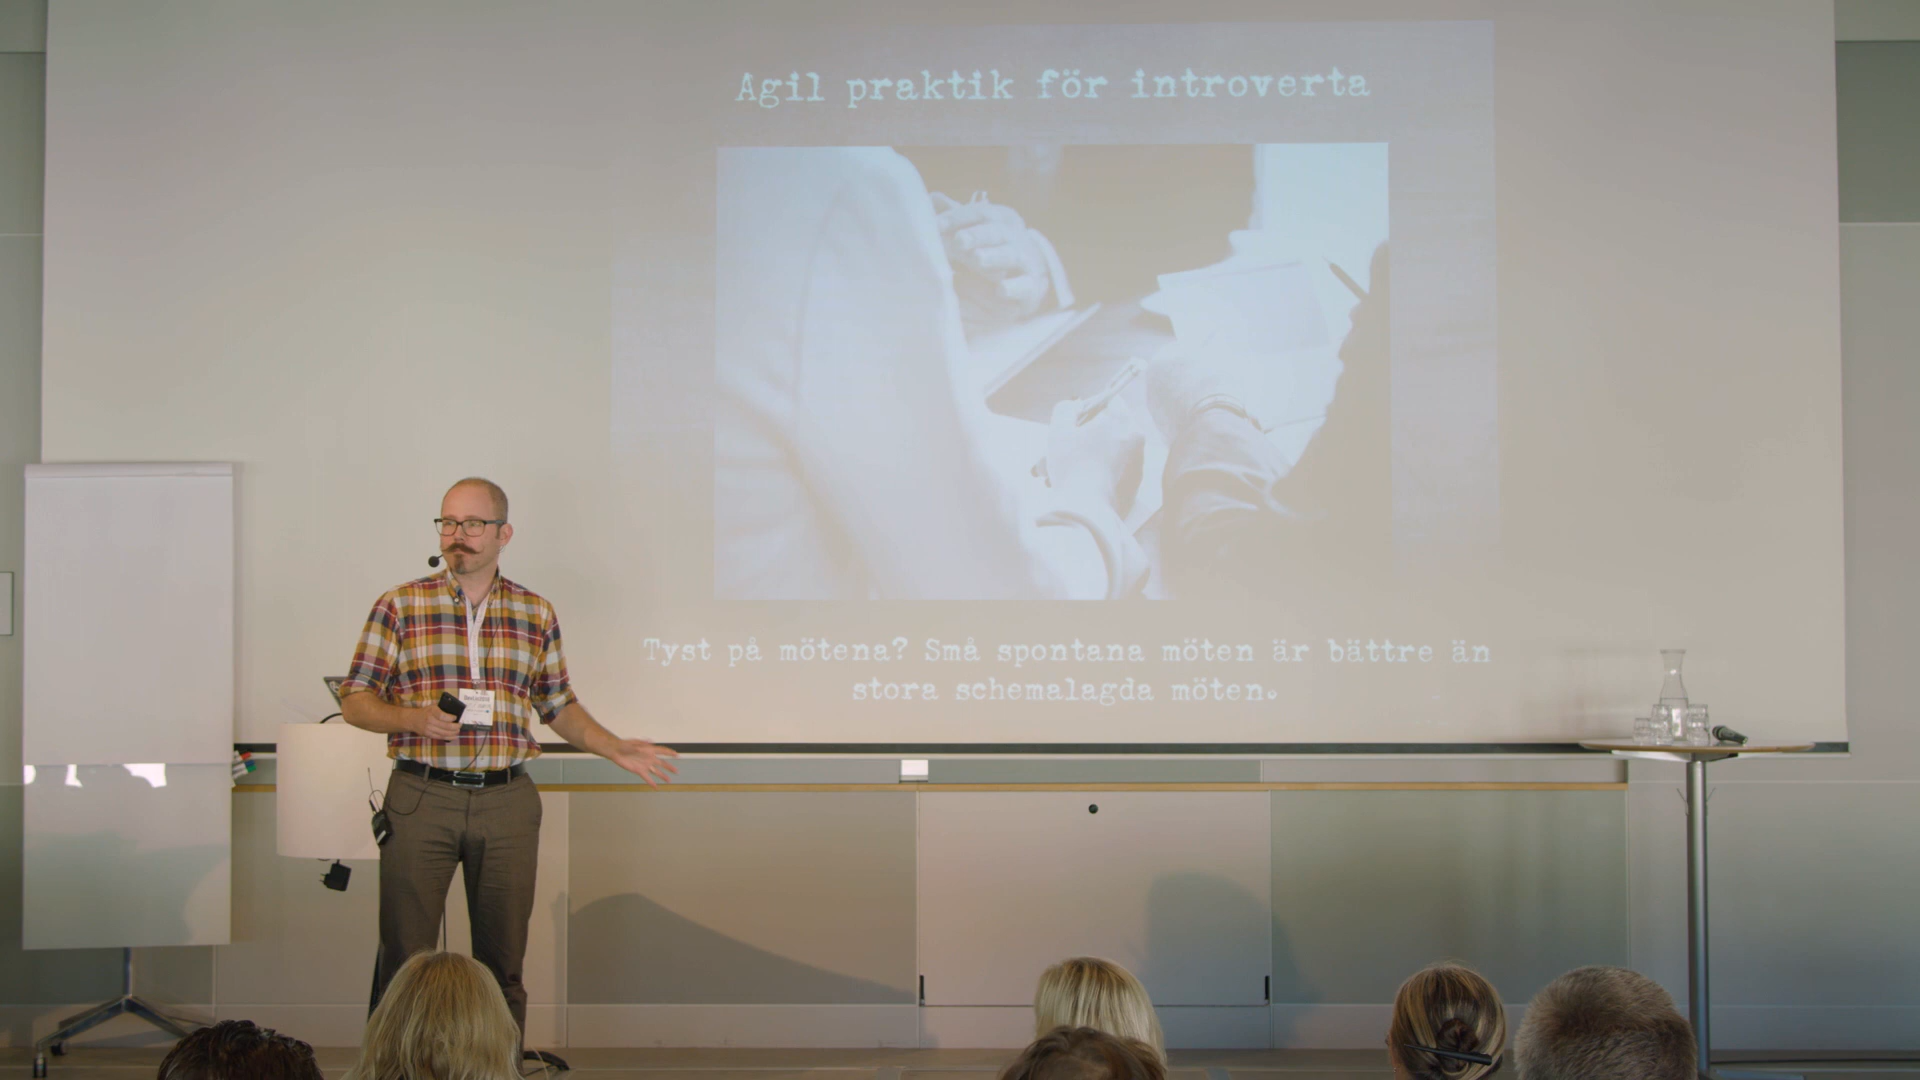 Agil praktik för introverta
Tyst på mötena? Små spontana möten är bättre än
stora schemalagda möten.